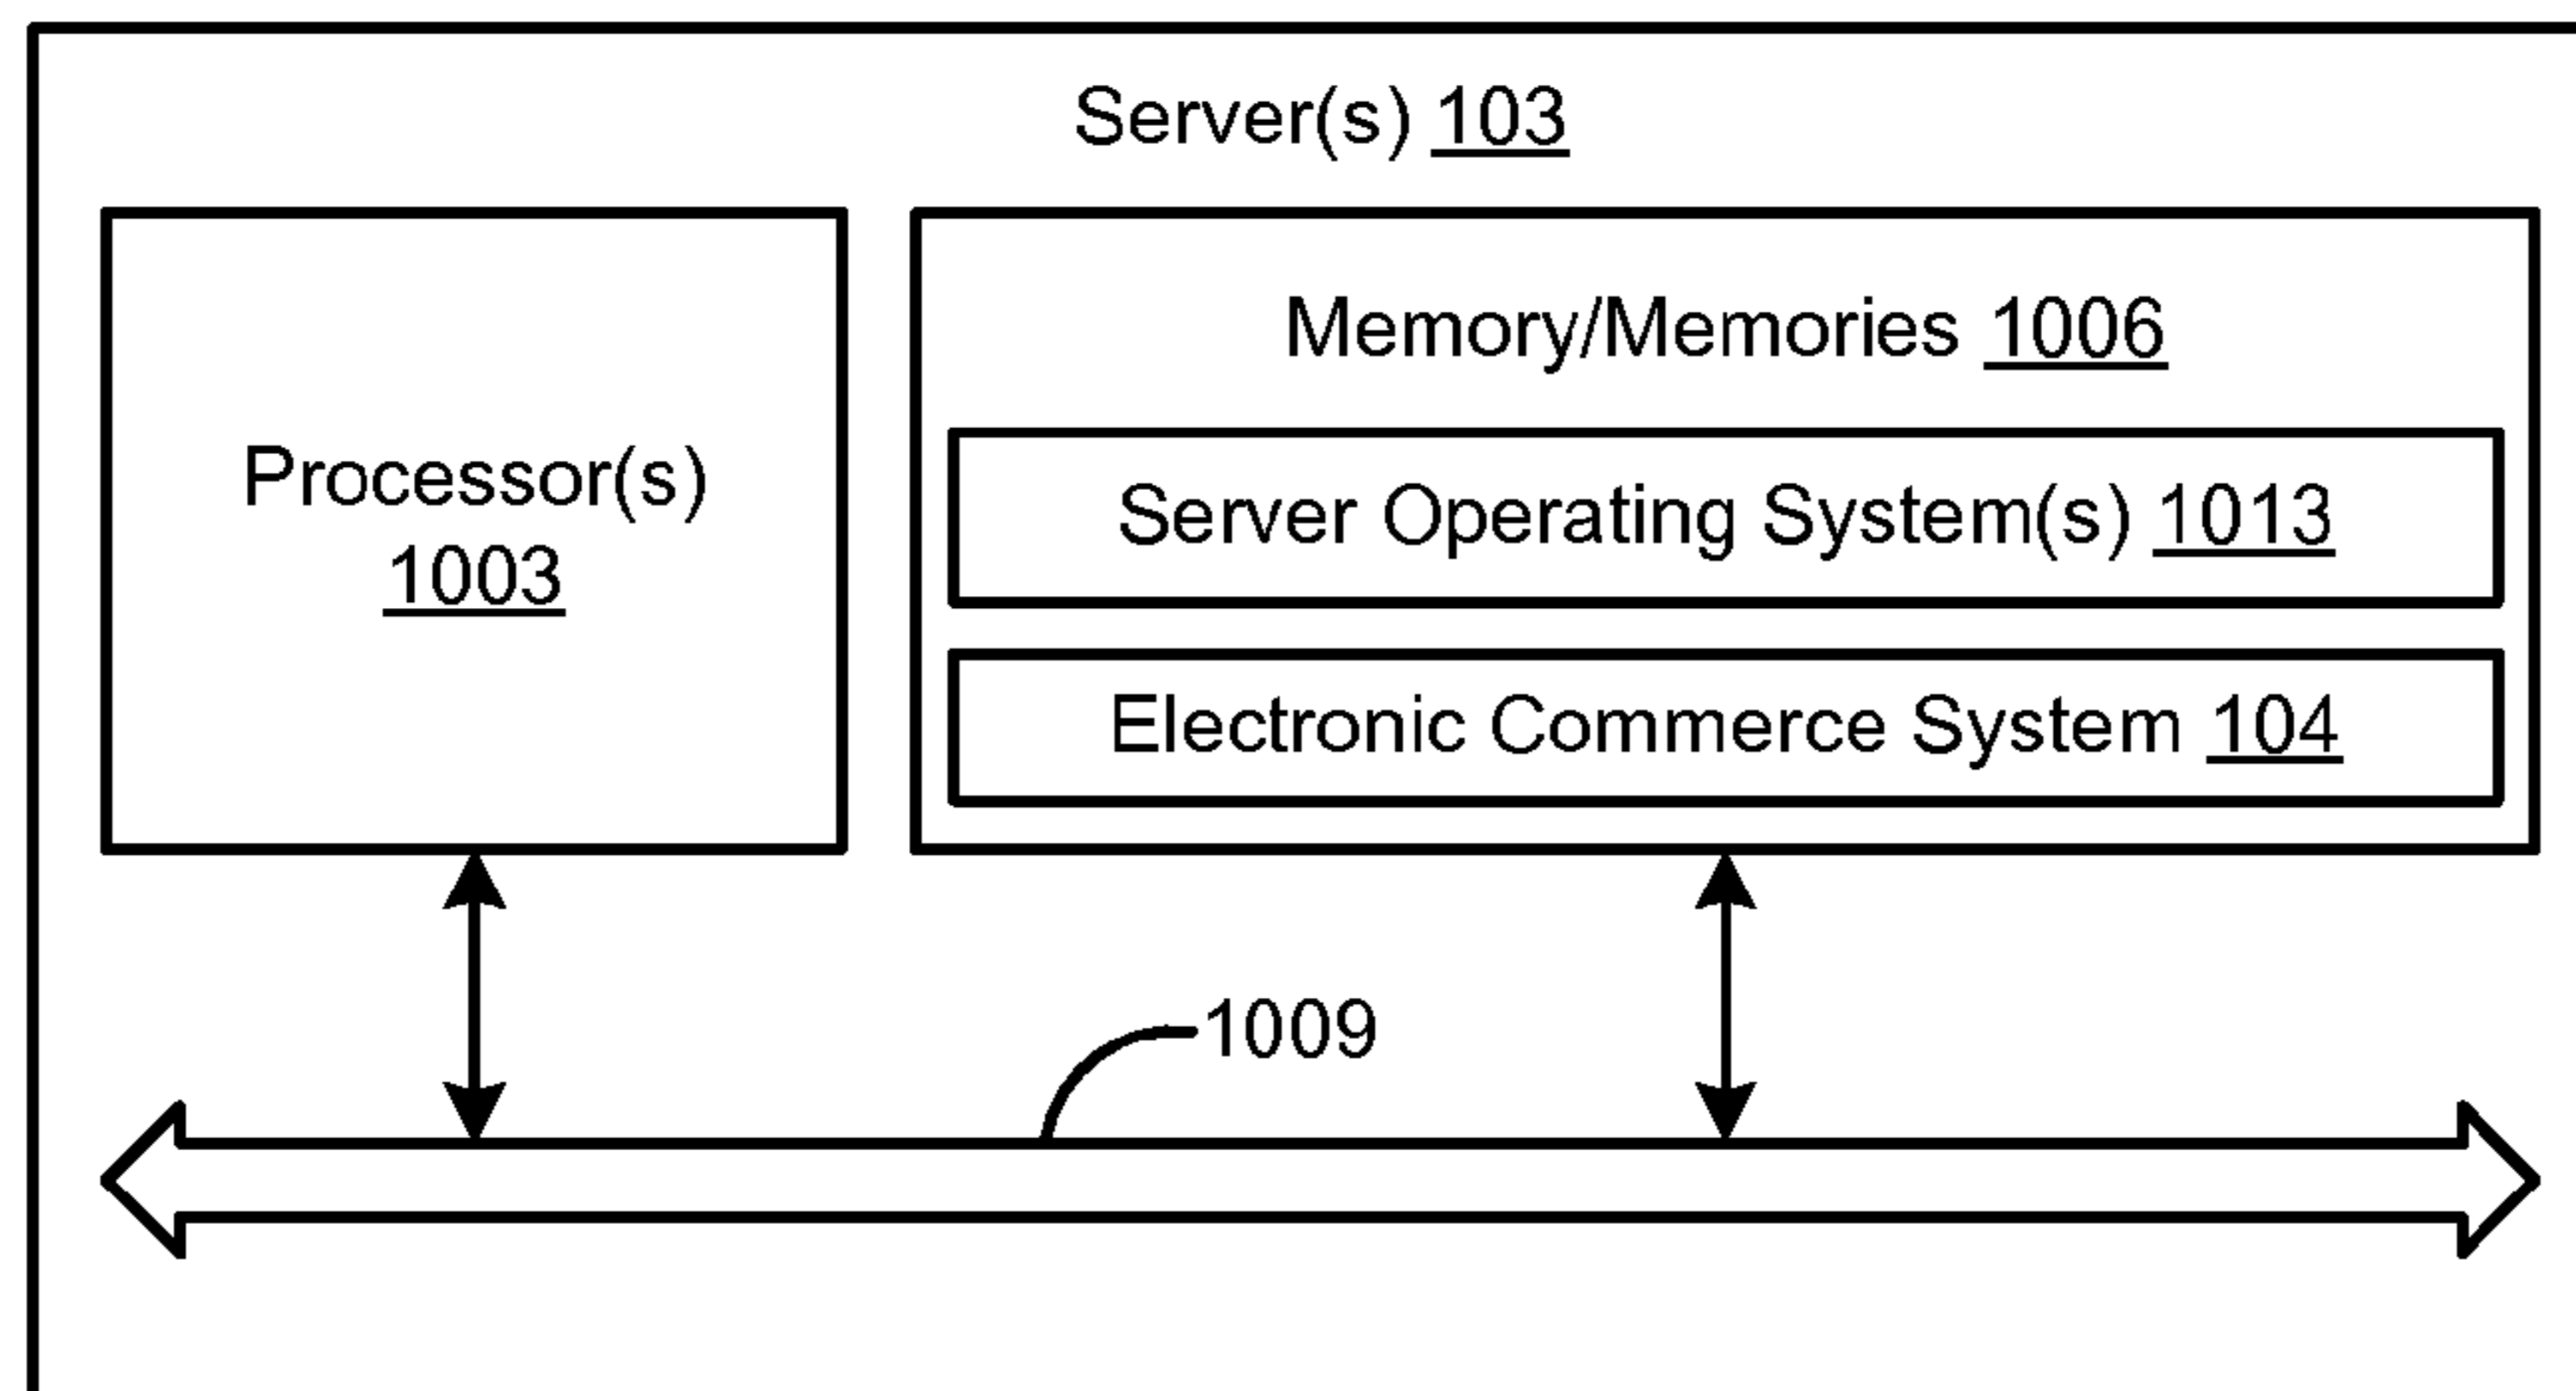 Server(s) 103
Processor(s)
1003
Memory/Memories 1006
Server Operating System(s) 1013
Electronic Commerce System 104
1009